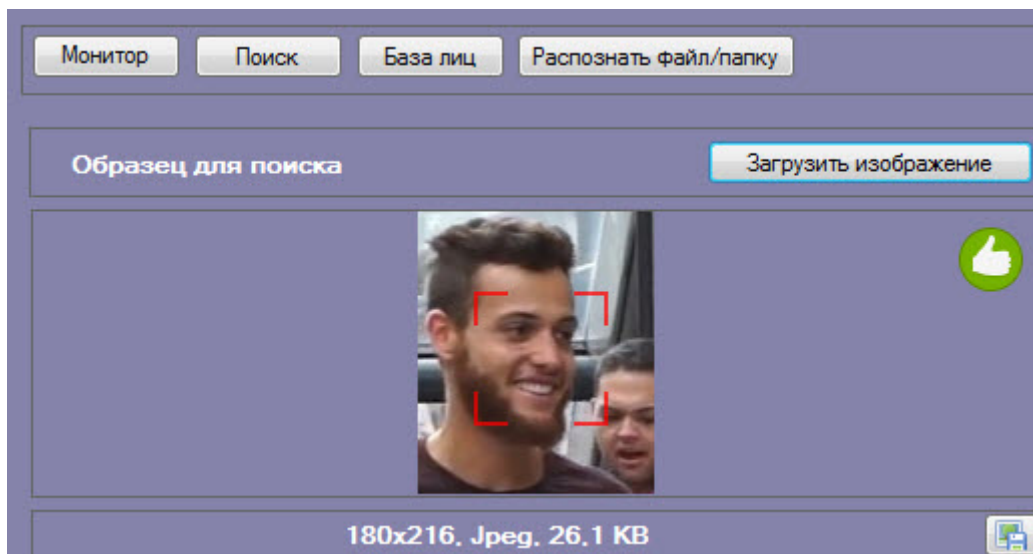 Монитор Поиск База лиц Распознать файл/папку
Образец для поиска Загрузить изображение
180x216, Jpeg, 26,1 KB